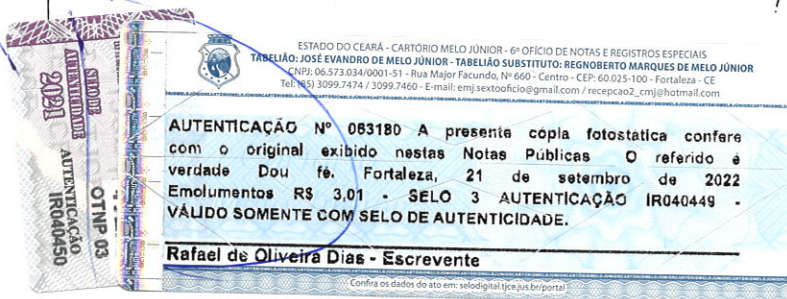 SELO DE
AUTENTICIDADE
2021
AUTENTICAÇÃO
IR040450
OTNP 03
ESTADO DO CEARÁ - CARTÓRIO MELO JÚNIOR - 6º OFÍCIO DE NOTAS E REGISTROS ESPECIAIS
TABELIÃO: JOSÉ EVANDRO DE MELO JÚNIOR - TABELIÃO SUBSTITUTO: REGNOBERTO MARQUES DE MELO JÚNIOR
CNPJ: 06.573.034/0001-51 - Rua Major Facundo, Nº 660 - Centro - CEP: 60.025-100 - Fortaleza - CE
Tel: (85) 3099.7474 / 3099.7460 - E-mail: emj.sextooficio@gmail.com / recepcao2_cmj@hotmail.com
AUTENTICAÇÃO Nº 063180 A presente cópia fotostatica confere
com o original exibido nestas Notas Públicas O referido é
verdade Dou fé. Fortaleza, 21 de setembro de 2022
Emolumentos R$ 3,01 - SELO 3 AUTENTICAÇÃO IR040449 -
VÁLIDO SOMENTE COM SELO DE AUTENTICIDADE.
Rafael de Oliveira Dias - Escrevente
Confira os dados do ato em: selodigital.tjce.jus.br/portal